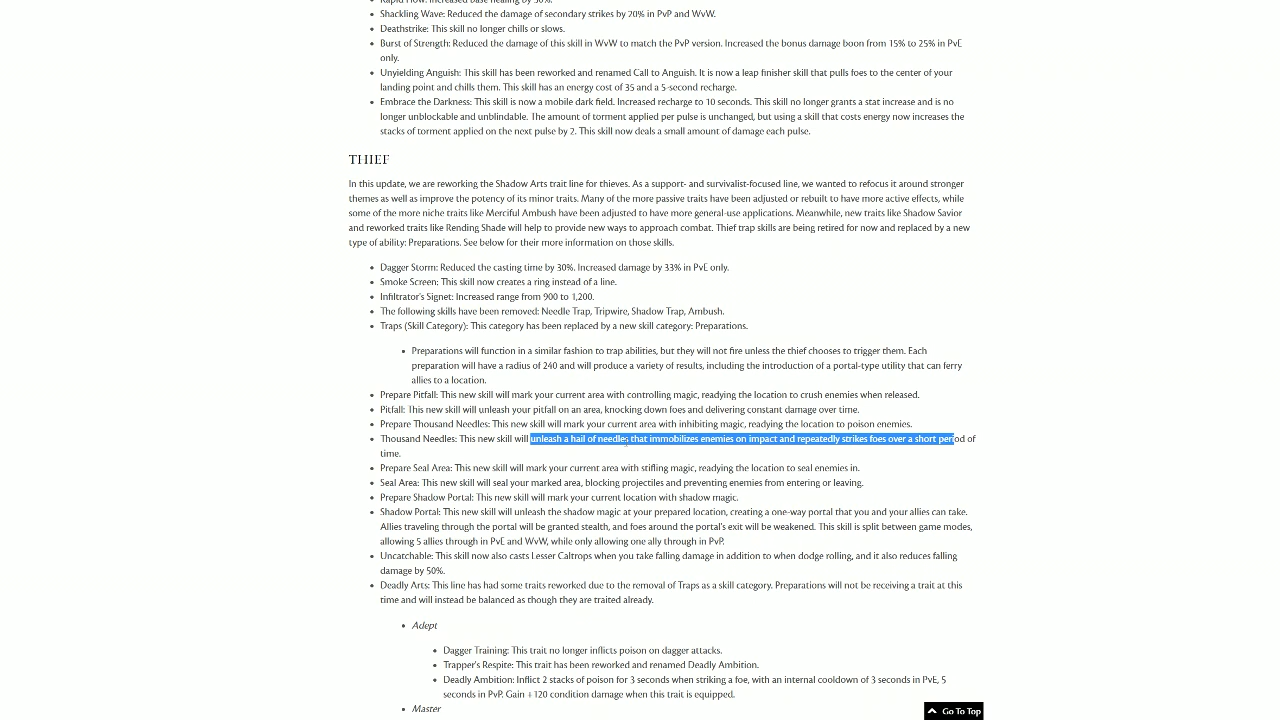 Rapid Flow: Increased base healing by 50%.
Shackling Wave: Reduced the damage of secondary strikes by 20% in PvP and WvW.
Deathstrike: This skill no longer chills or slows.
Burst of Strength: Reduced the damage of this skill in WvW to match the PvP version. Increased the bonus damage boon from 15% to 25% in PvE
only.
Unyielding Anguish: This skill has been reworked and renamed Call to Anguish. It is now a leap finisher skill that pulls foes to the center of your
landing point and chills them. This skill has an energy cost of 35 and a 5-second recharge.
Embrace the Darkness: This skill is now a mobile dark field. Increased recharge to 10 seconds. This skill no longer grants a stat increase and is no
longer unblockable and unblindable. The amount of torment applied per pulse is unchanged, but using a skill that costs energy now increases the
stacks of torment applied on the next pulse by 2. This skill now deals a small amount of damage each pulse.
THIEF
In this update, we are reworking the Shadow Arts trait line for thieves. As a support- and survivalist-focused line, we wanted to refocus it around stronger
themes as well as improve the potency of its minor traits. Many of the more passive traits have been adjusted or rebuilt to have more active effects, while
some of the more niche traits like Merciful Ambush have been adjusted to have more general-use applications. Meanwhile, new traits like Shadow Savior
and reworked traits like Rending Shade will help to provide new ways to approach combat. Thief trap skills are being retired for now and replaced by a new
type of ability: Preparations. See below for their more information on those skills.
Dagger Storm: Reduced the casting time by 30%. Increased damage by 33% in PvE only.
Smoke Screen: This skill now creates a ring instead of a line.
Infiltrator's Signet: Increased range from 900 to 1,200.
The following skills have been removed: Needle Trap, Tripwire, Shadow Trap, Ambush.
Traps (Skill Category): This category has been replaced by a new skill category: Preparations.
Preparations will function in a similar fashion to trap abilities, but they will not fire unless the thief chooses to trigger them. Each
preparation will have a radius of 240 and will produce a variety of results, including the introduction of a portal-type utility that can ferry
allies to a location.
Prepare Pitfall: This new skill will mark your current area with controlling magic, readying the location to crush enemies when released.
Pitfall: This new skill will unleash your pitfall on an area, knocking down foes and delivering constant damage over time.
Prepare Thousand Needles: This new skill will mark your current area with inhibiting magic, readying the location to poison enemies.
Thousand Needles: This new skill will unleash a hail of needles that immobilizes enemies on impact and repeatedly strikes foes over a short period of
time.
Prepare Seal Area: This new skill will mark your current area with stifling magic, readying the location to seal enemies in.
Seal Area: This new skill will seal your marked area, blocking projectiles and preventing enemies from entering or leaving.
Prepare Shadow Portal: This new skill will mark your current location with shadow magic.
Shadow Portal: This new skill will unleash the shadow magic at your prepared location, creating a one-way portal that you and your allies can take.
Allies traveling through the portal will be granted stealth, and foes around the portal's exit will be weakened. This skill is split between game modes,
allowing 5 allies through in PvE and WvW, while only allowing one ally through in PvP.
Uncatchable: This skill now also casts Lesser Caltrops when you take falling damage in addition to when dodge rolling, and it also reduces falling
damage by 50%.
Deadly Arts: This line has had some traits reworked due to the removal of Traps as a skill category. Preparations will not be receiving a trait at this
time and will instead be balanced as though they are traited already.
Adept
Dagger Training: This trait no longer inflicts poison on dagger attacks.
Trapper's Respite: This trait has been reworked and renamed Deadly Ambition.
Deadly Ambition: Inflict 2 stacks of poison for 3 seconds when striking a foe, with an internal cooldown of 3 seconds in PvE, 5
seconds in PvP. Gain +120 condition damage when this trait is equipped.
Master
Go To Top